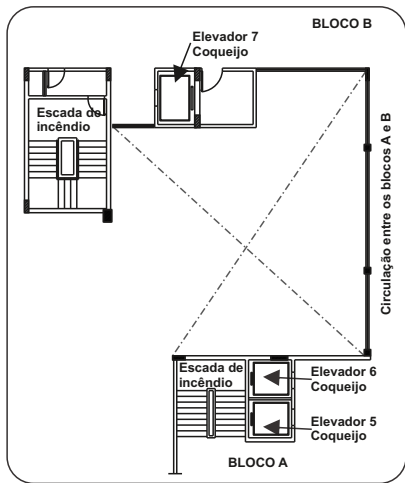 BLOCO B
Elevador 7
Coqueijo
Escada de
incêndio
Circulação entre os blocos A e B
Escada de
incêndio
Elevador 6
Coqueijo
Elevador 5
Coqueijo
BLOCO A